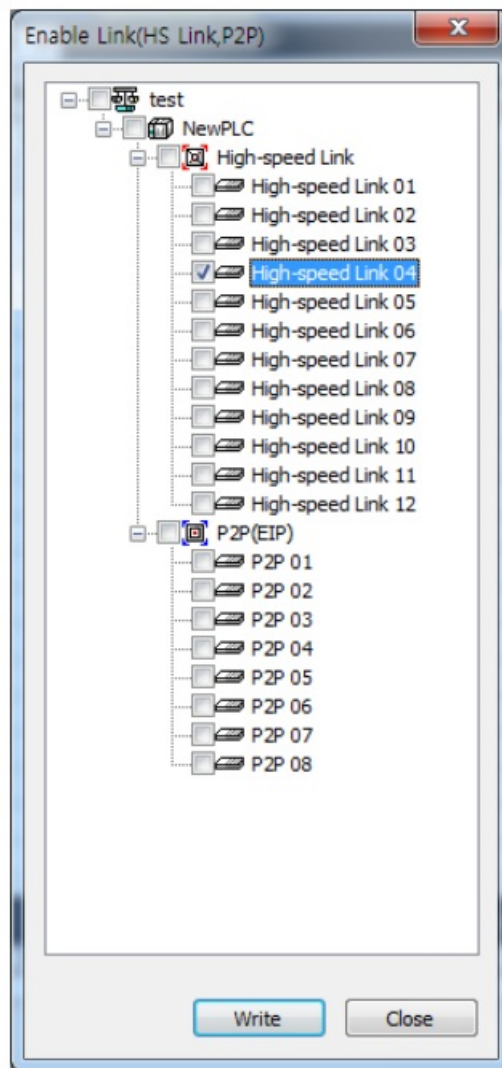 Enable Link(HS Link,P2P)
test
NewPLC
High-speed Link
High-speed Link 01
High-speed Link 02
High-speed Link 03
High-speed Link 04
High-speed Link 05
High-speed Link 06
High-speed Link 07
High-speed Link 08
High-speed Link 09
High-speed Link 10
High-speed Link 11
High-speed Link 12
P2P(EIP)
P2P 01
P2P 02
P2P 03
P2P 04
P2P 05
P2P 06
P2P 07
P2P 08
Write Close